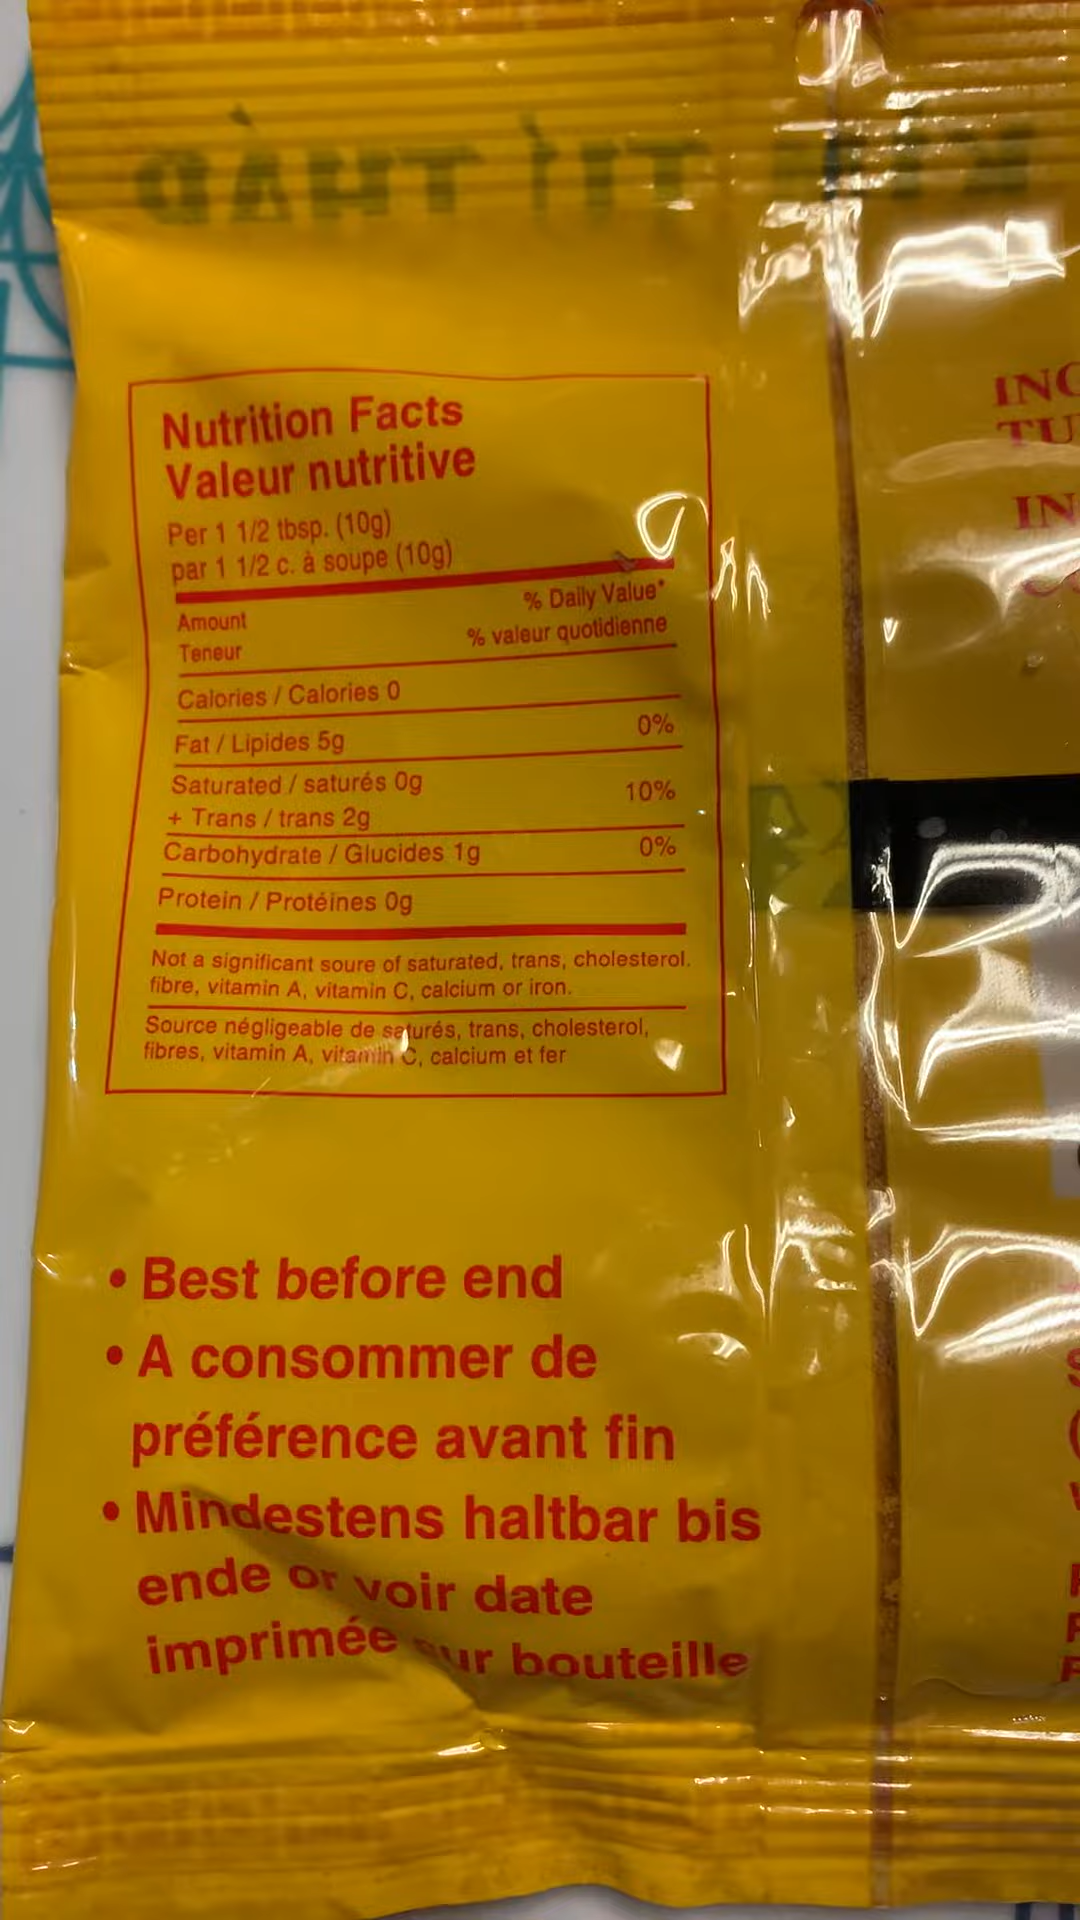 Nutrition Facts
Valeur nutritive
Per 1 1/2 tbsp. (10g)
par 1 1/2 c. à soupe (10g)
Amount
% Daily Value*
Teneur
% valeur quotidienne
Calories / Calories 0
Fat / Lipides 5g 0%
Saturated / saturés 0g
+ Trans / trans 2g 10%
Carbohydrate / Glucides 1g 0%
Protein / Protéines 0g
Not a significant soure of saturated, trans, cholesterol.
fibre, vitamin A, vitamin C, calcium or iron.
Source négligeable de saturés, trans, cholesterol,
fibres, vitamin A, vitamin C, calcium et fer
• Best before end
• A consommer de
préférence avant fin
• Mindestens haltbar bis
ende or voir date
imprimée sur bouteille